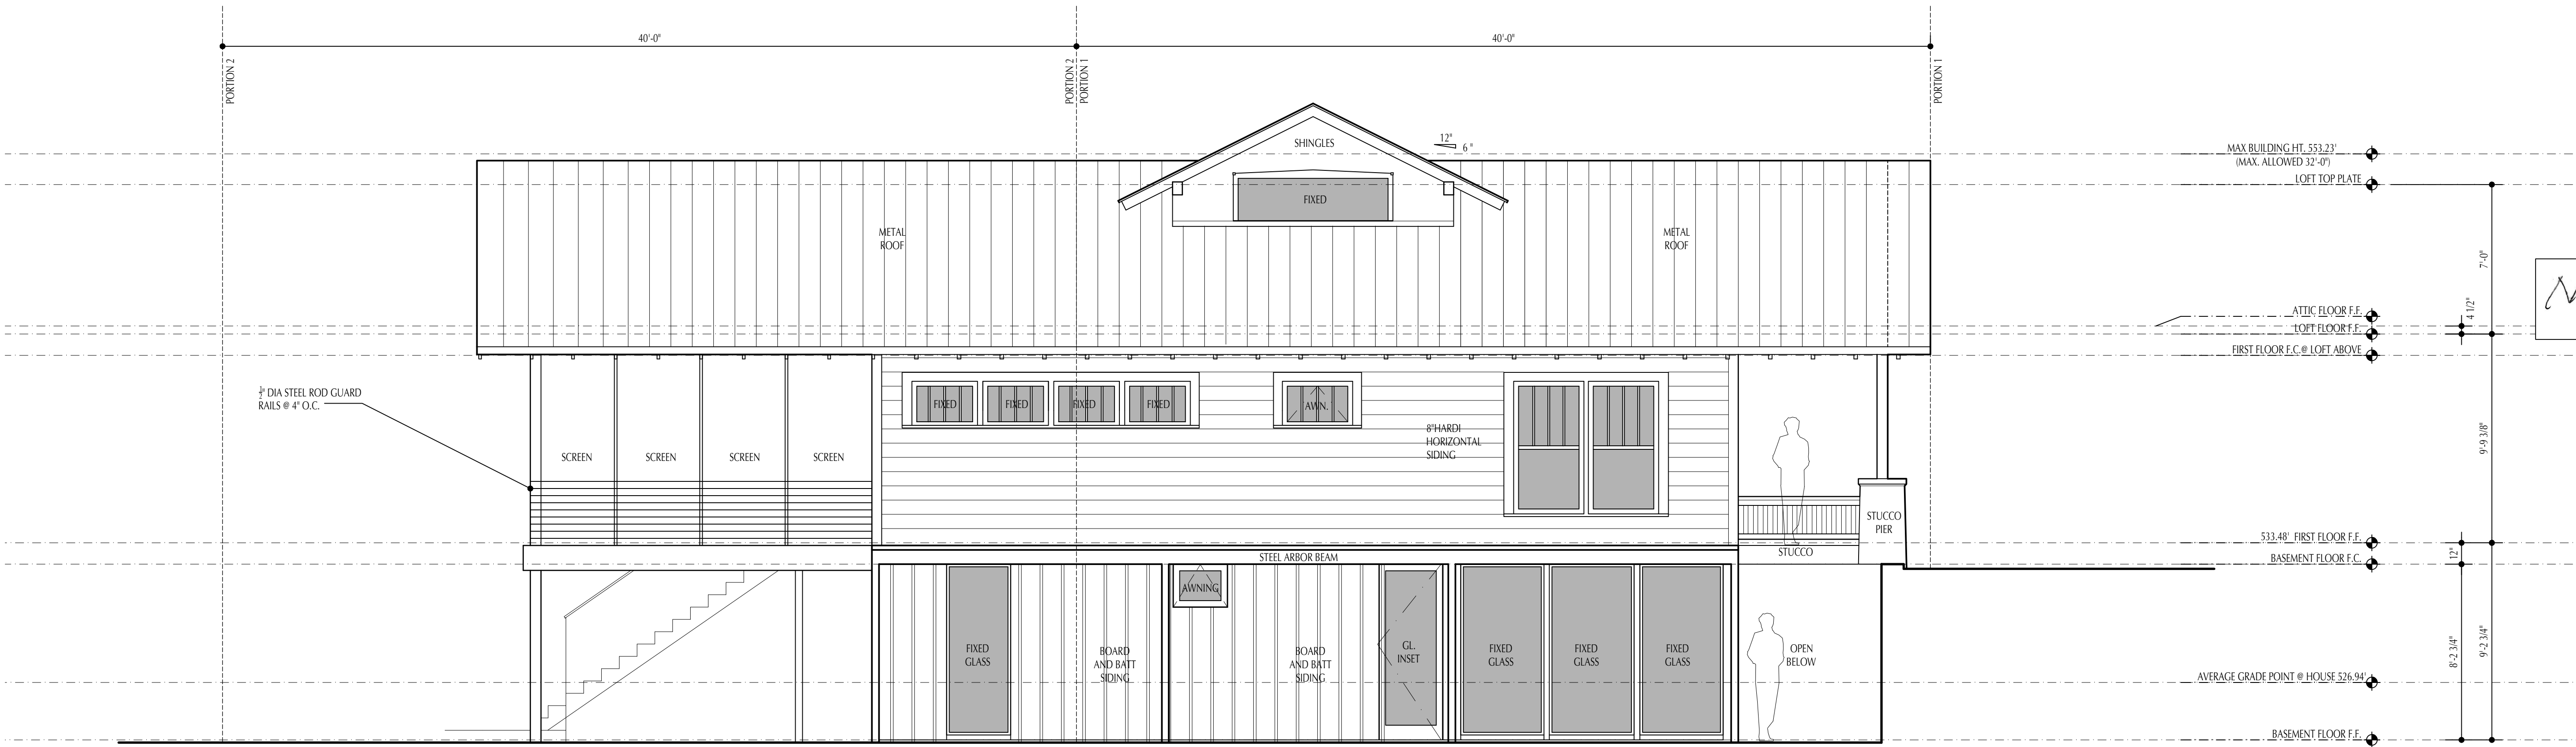 40'-0"
40'-0"
PORTION 2
PORTION 2
PORTION 1
PORTION 1
SHINGLES
12"
6 "
MAX BUILDING HT. 553.23'
(MAX. ALLOWED 32'-0")
LOFT TOP PLATE
FIXED
METAL
ROOF
METAL
ROOF
7'-0"
ATTIC FLOOR F.F.
4 1/2"
LOFT FLOOR F.F.
FIRST FLOOR F.C.@ LOFT ABOVE
1/2" DIA STEEL ROD GUARD
RAILS @ 4" O.C.
FIXED
FIXED
FIXED
FIXED
AWN.
8"HARDI
HORIZONTAL
SIDING
SCREEN
SCREEN
SCREEN
SCREEN
9'-9 3/8"
STUCCO
PIER
533.48' FIRST FLOOR F.F.
STUCCO
STEEL ARBOR BEAM
BASEMENT FLOOR F.C.
12"
AWNING
FIXED
GLASS
BOARD
AND BATT
SIDING
BOARD
AND BATT
SIDING
GL.
INSET
FIXED
GLASS
FIXED
GLASS
FIXED
GLASS
OPEN
BELOW
8'-2 3/4"
9'-2 3/4"
AVERAGE GRADE POINT @ HOUSE 526.94'
BASEMENT FLOOR F.F.